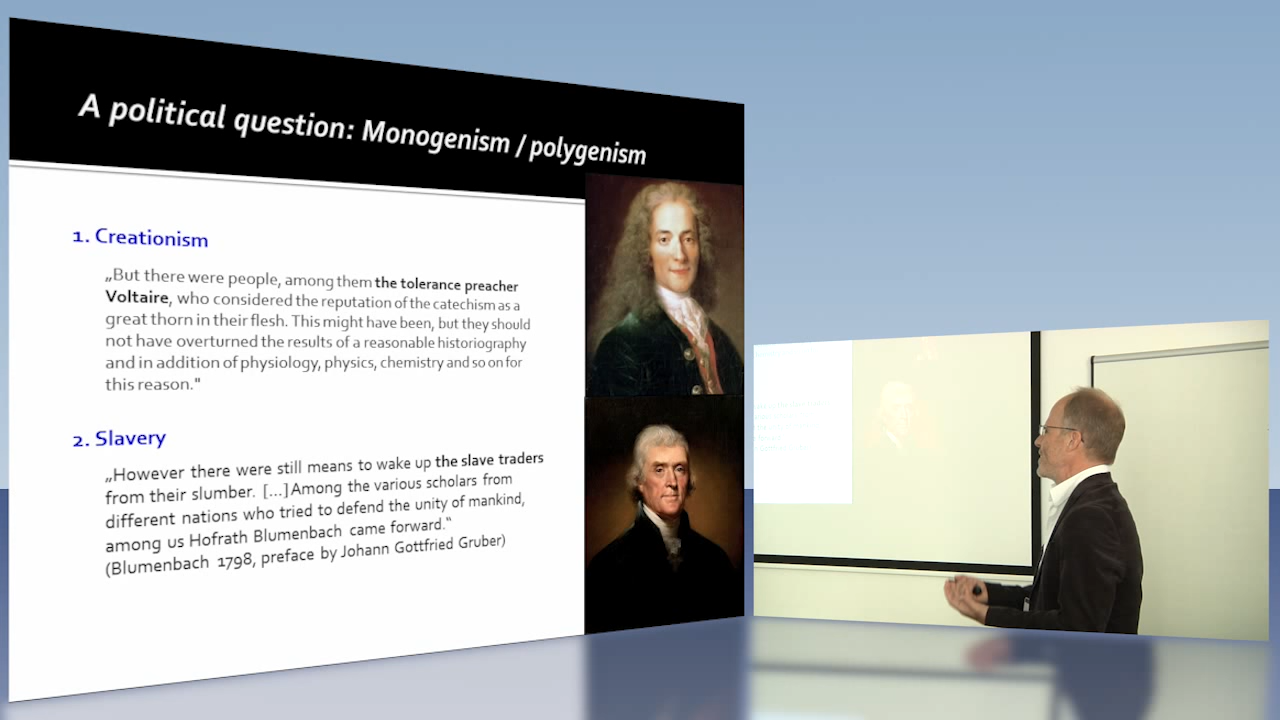 A political question: Monogenism / polygenism
1. Creationism
„But there were people, among them the tolerance preacher
Voltaire, who considered the reputation of the catechism as a
great thorn in their flesh. This might have been, but they should
not have overturned the results of a reasonable historiography
and in addition of physiology, physics, chemistry and so on for
this reason."
2. Slavery
„However there were still means to wake up the slave traders
from their slumber. [...] Among the various scholars from
different nations who tried to defend the unity of mankind,
among us Hofrath Blumenbach came forward.“
(Blumenbach 1798, preface by Johann Gottfried Gruber)